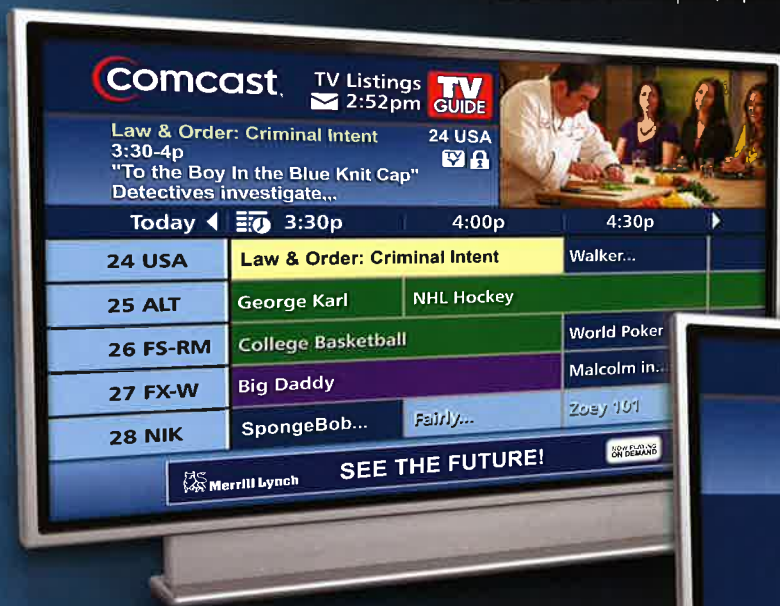 comcast.
TV Listings
2:52pm
TV
GUIDE
Law & Order: Criminal Intent
24 USA
3:30-4p
TV
"To the Boy In the Blue Knit Cap"
Detectives investigate...
Today 3:30p 4:00p 4:30p
24 USA Law & Order: Criminal Intent Walker...
25 ALT George Karl NHL Hockey
26 FS-RM College Basketball World Poker
27 FX-W Big Daddy Malcolm in...
28 NIK SpongeBob... Fairly... Zoey 101
Merrill Lynch SEE THE FUTURE!
NOW PLAYING
ON DEMAND